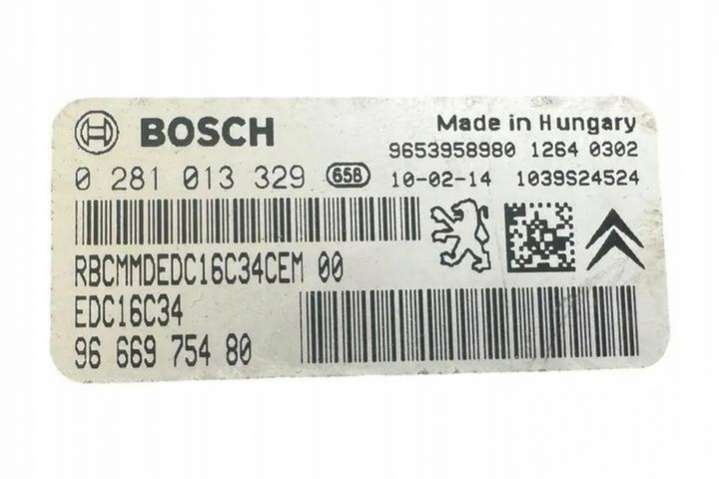 BOSCH
Made in Hungary
9653958980 1264 0302
0 281 013 329 658 10-02-14 1039S24524
RBCMMDEDC16C34CEM 00
EDC16C34
96 669 754 80